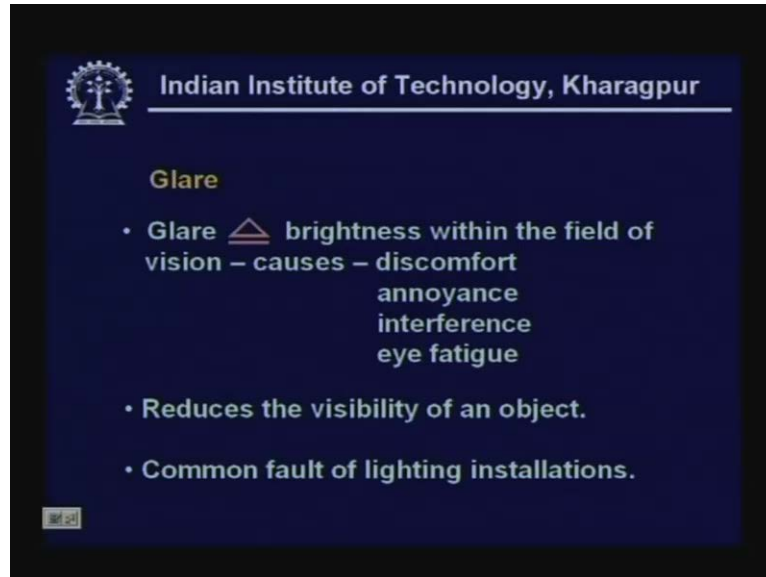 Indian Institute of Technology, Kharagpur
Glare
• Glare ≙ brightness within the field of
vision – causes – discomfort
annoyance
interference
eye fatigue
• Reduces the visibility of an object.
• Common fault of lighting installations.